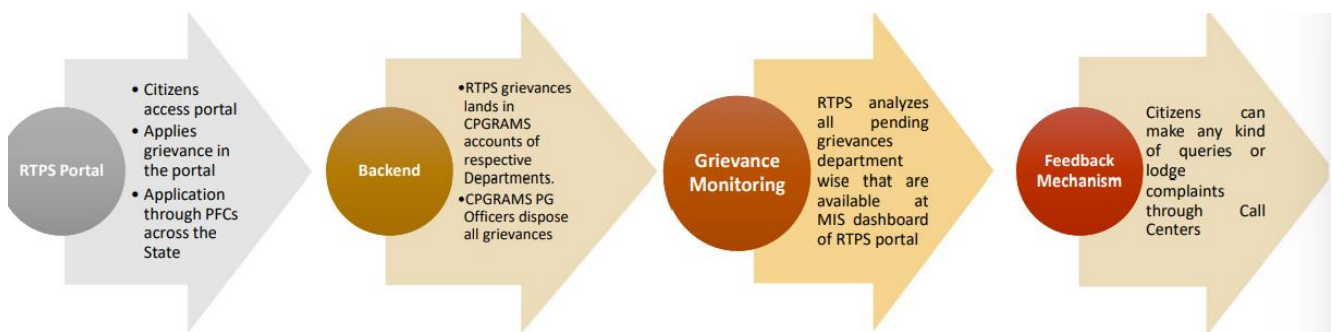 RTPS Portal
• Citizens
access portal
• Applies
grievance in
the portal
• Application
through PFCs
across the
State
Backend
•RTPS grievances
lands in
CPGRAMS
accounts of
respective
Departments.
•CPGRAMS PG
Officers dispose
all grievances
Grievance
Monitoring
RTPS analyzes
all pending
grievances
department
wise that are
available at
MIS dashboard
of RTPS portal
Feedback
Mechanism
Citizens can
make any kind
of queries or
lodge
complaints
through Call
Centers